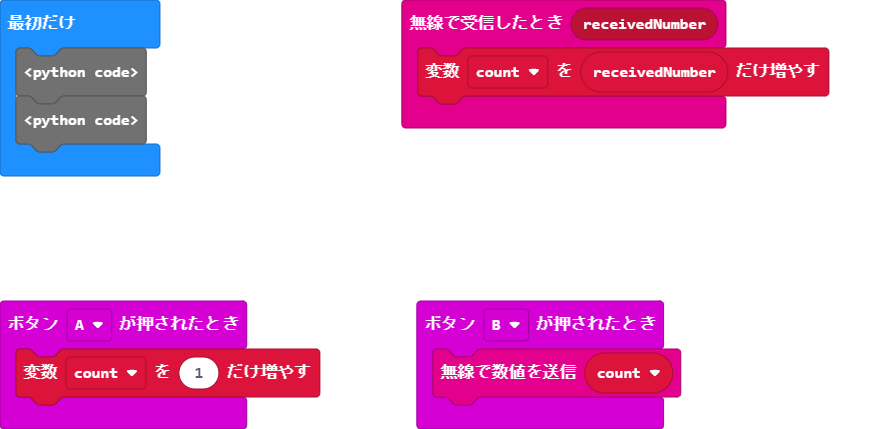 最初だけ
<python code>
<python code>
無線で受信したとき receivedNumber
変数 count を receivedNumber だけ増やす
ボタン A が押されたとき
変数 count を 1 だけ増やす
ボタン B が押されたとき
無線で数値を送信 count